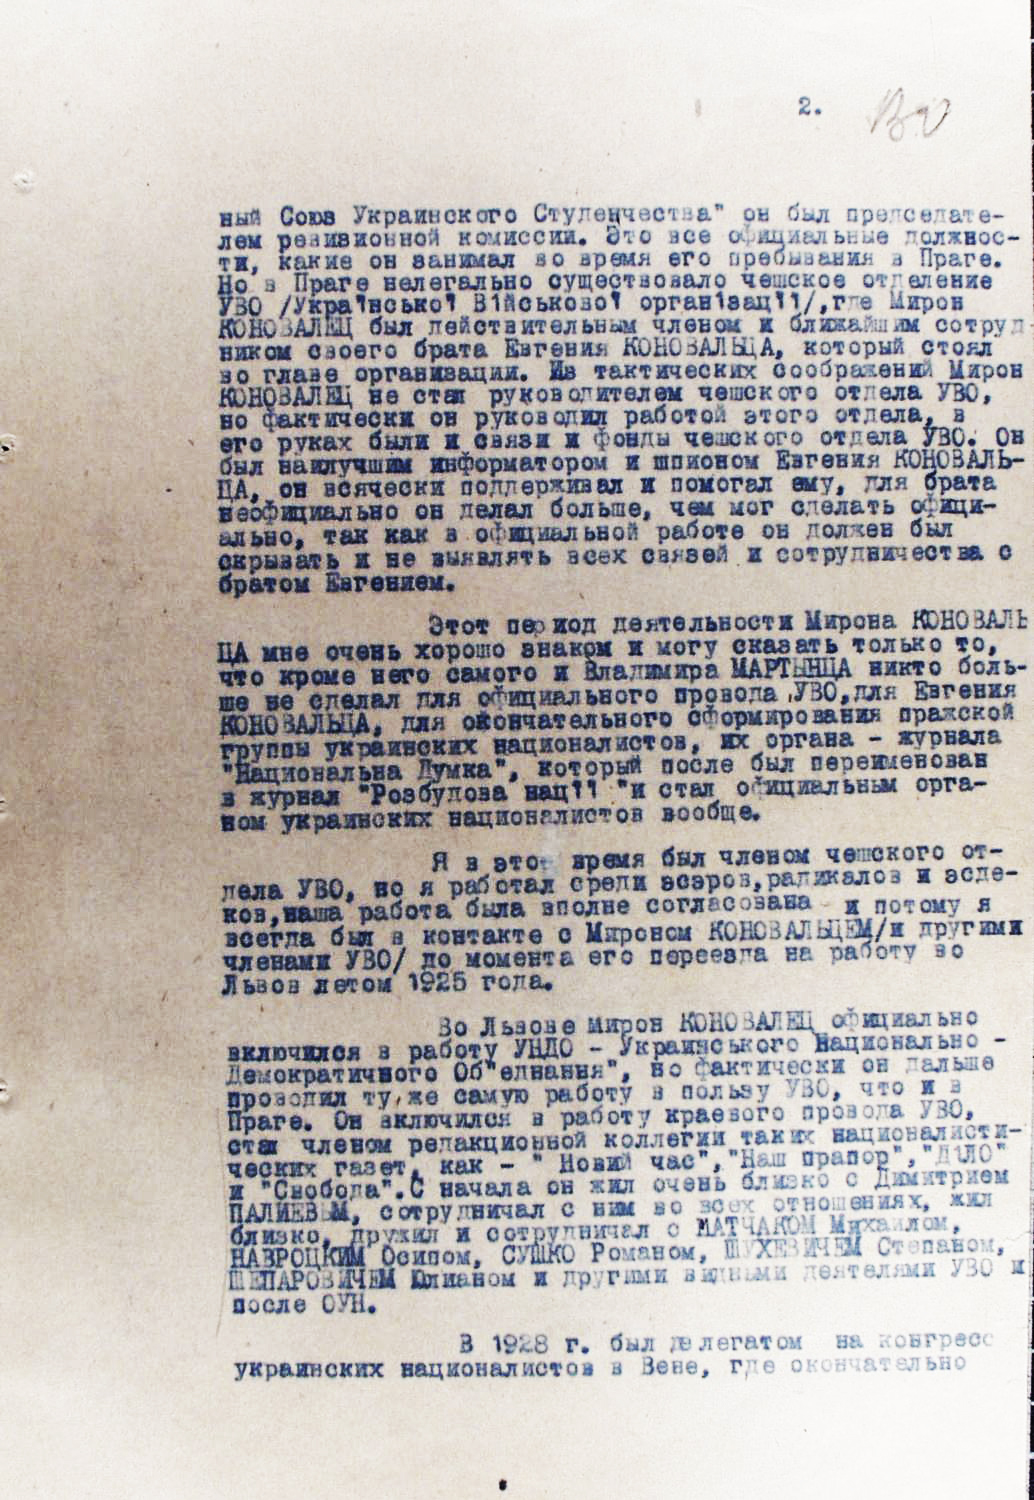 2.
ный Союз Украинского Студенчества" он был председате-
лем ревизионной комиссии. Это все официальные должнос-
ти, какие он занимал во время его пребывания в Праге.
Но в Праге нелегально существовало чешское отделение
УВО /Укра1нсько1 В1йськово1 орган1зац11/,где Мирон
КОНОВАЛЕЦ был действительным членом и ближайшим сотруд-
ником своего брата Евгения КОНОВАЛЬЦА, который стоял
во главе организации. Из тактических соображений Мирон
КОНОВАЛЕЦ не стал руководителем чешского отдела УВО,
но фактически он руководил работой этого отдела, в
его руках были и связи и фонды чешского отдела УВО. Он
был наилучшим информатором и шпионом Евгения КОНОВАЛЬ-
ЦА, он всячески поддерживал и помогал ему, для брата
неофициально он делал больше, чем мог сделать офици-
ально, так как в официальной работе он должен был
скрывать и не выявлять всех связей и сотрудничества с
братом Евгением.
Этот период деятельности Мирона КОНОВАЛЬ
ЦА мне очень хорошо знаком и могу сказать только то,
что кроме него самого и Владимира МАРТЫНЦА никто боль-
ше не сделал для официального провода УВО,для Евгения
КОНОВАЛЬЦА, для окончательного сформирования пражской
группы украинских националистов, их органа - журнала
"Национальна Думка", который после был переименован
в журнал "Розбудова нац11 "и стал официальным орга-
ном украинских националистов вообще.
Я в это время был членом чешского от-
дела УВО, но я работал среди эсэров,радикалов и эсде-
ков,наша работа была вполне согласована и потому я
всегда был в контакте с Мироном КОНОВАЛЬЦЕМ/и другими
членами УВО/ до момента его переезда на работу во
Львов летом 1925 года.
Во Львове Мирон КОНОВАЛЕЦ официально
включился в работу УНДО - Украинського Национально -
Демократичного Об"еднання", но фактически он дальше
проводил ту же самую работу в пользу УВО, что и в
Праге. Он включился в работу краевого провода УВО,
стал членом редакционной коллегии таких националисти-
ческих газет, как - " Новий час","Наш прапор","Д1ЛО"
и "Свобода".С начала он жил очень близко с Димитрием
ПАЛИЕВЫМ, сотрудничал с ним во всех отношениях, жил
близко, дружил и сотрудничал с МАТЧАКОМ Михаилом,
НАВРОЦКИМ Осипом, СУШКО Романом, ШУХЕВИЧЕМ Степаном,
ШЕПАРОВИЧЕМ Юлианом и другими видными деятелями УВО и
после ОУН.
В 1928 г. был делегатом на конгресс
украинских националистов в Вене, где окончательно